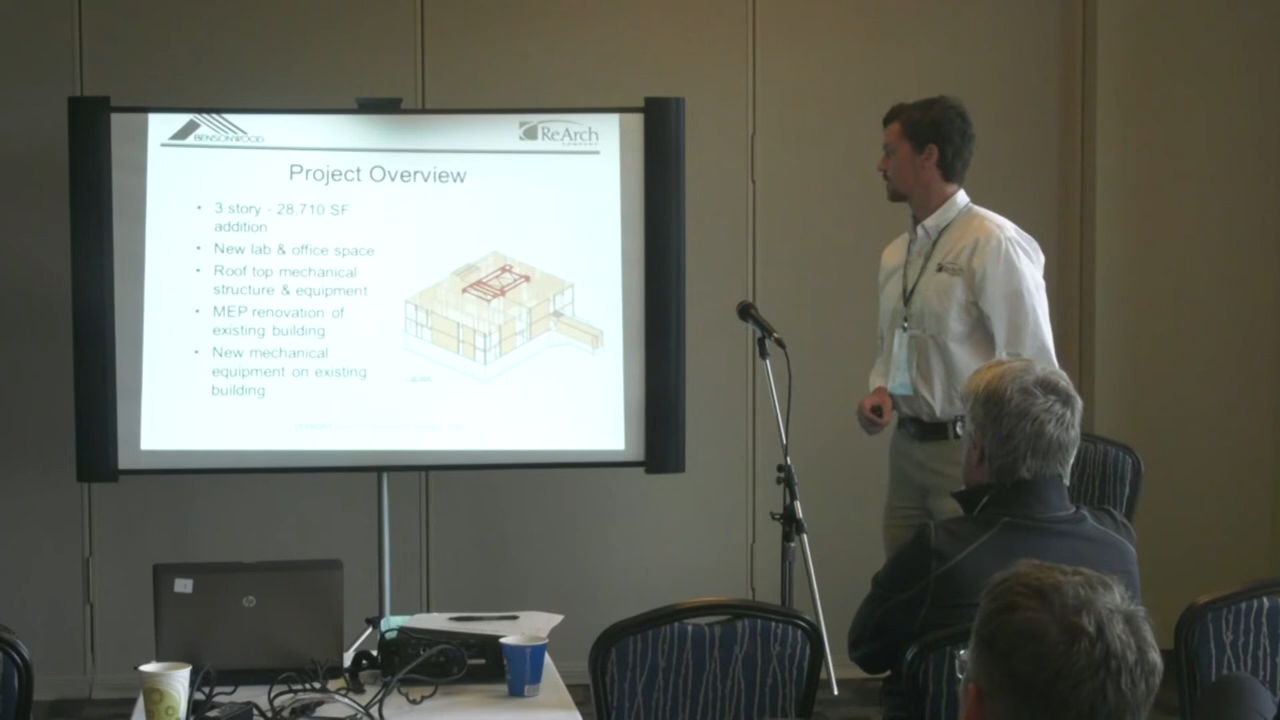 BENSONWOOD
ReArch
COMPANY
Project Overview
• 3 story - 28,710 SF
addition
• New lab & office space
• Roof top mechanical
structure & equipment
• MEP renovation of
existing building
• New mechanical
equipment on existing
building
hp